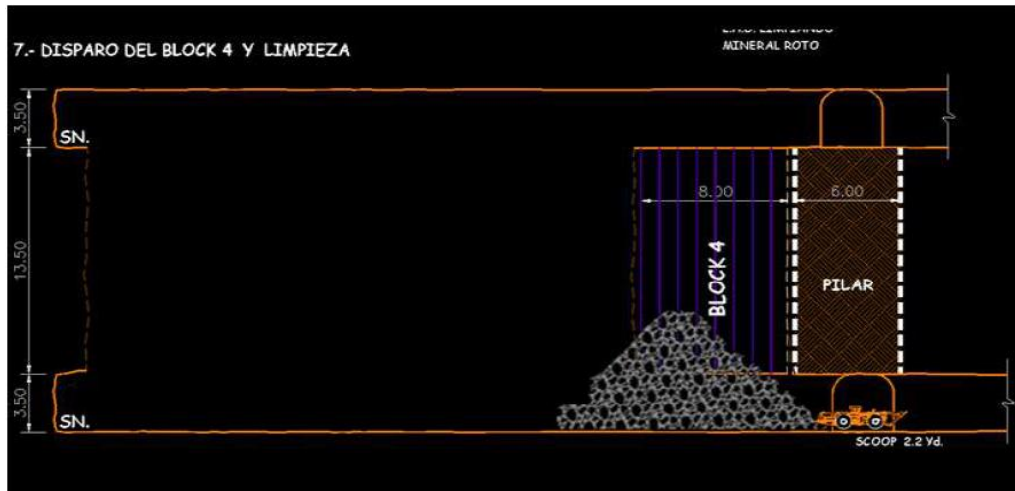 7.- DISPARO DEL BLOCK 4 Y LIMPIEZA
MINERAL ROTO
3.50
SN.
8.00
6.00
13.50
BLOCK 4
PILAR
3.50
SN.
SCOOP 2.2 Yd.